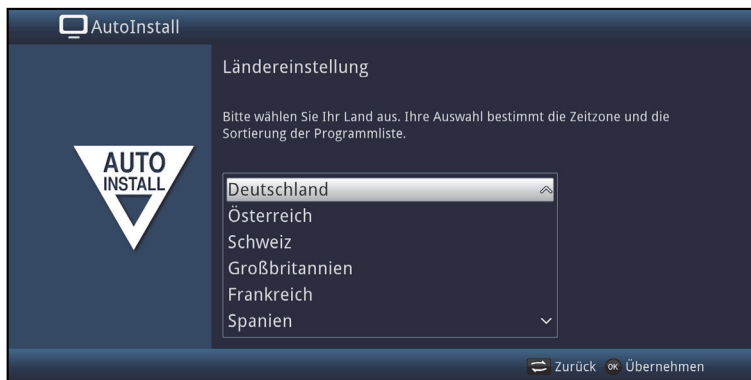 AutoInstall
Ländereinstellung
Bitte wählen Sie Ihr Land aus. Ihre Auswahl bestimmt die Zeitzone und die
Sortierung der Programmliste.
AUTO
INSTALL
Deutschland
Österreich
Schweiz
Großbritannien
Frankreich
Spanien
Zurück OK Übernehmen